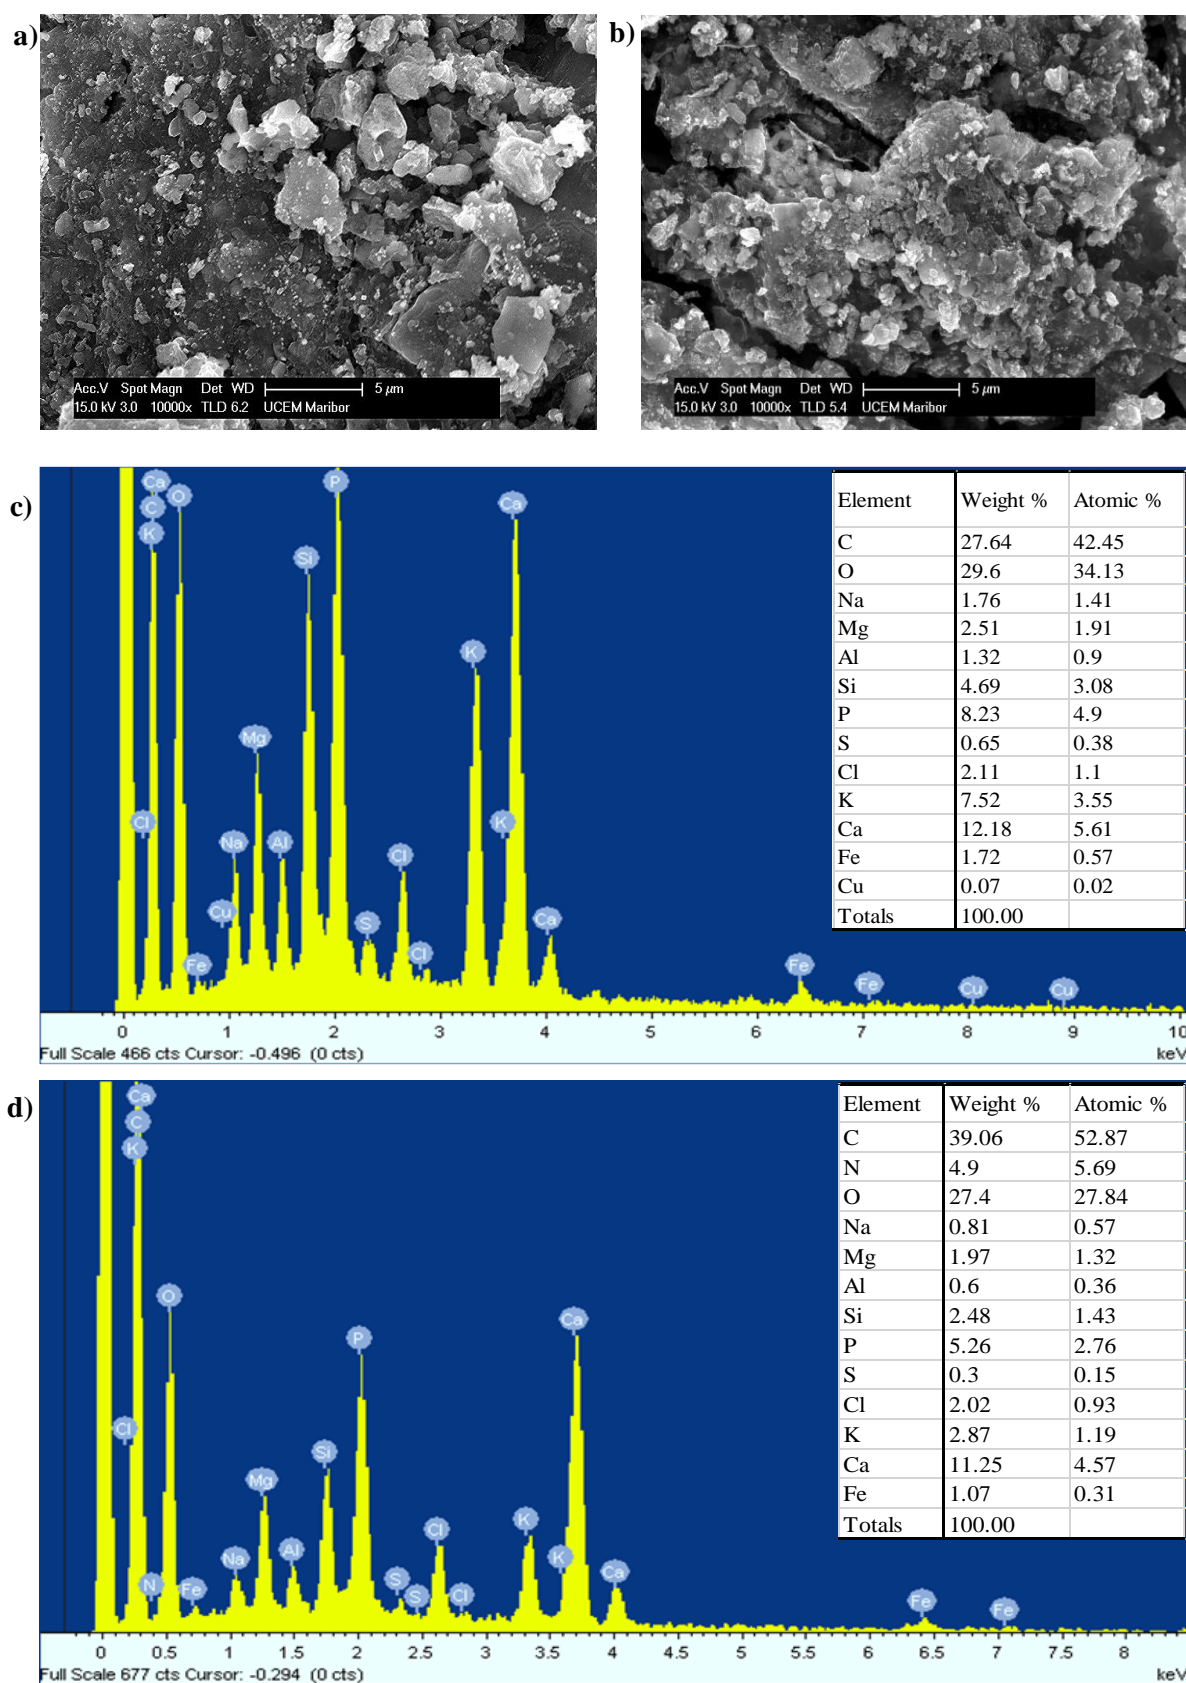 a)
b)
Acc.V Spot Magn Det WD 5 µm
15.0 kV 3.0 10000x TLD 6.2 UCEM Maribor
Acc.V Spot Magn Det WD 5 µm
15.0 kV 3.0 10000x TLD 5.4 UCEM Maribor
c)
Ca
C
K
O
Cl
Cu
Fe
Na
Mg
Al
Si
P
S
Cl
Cl
K
K
Ca
Ca
Fe
Fe
Cu
Cu
0 1 2 3 4 5 6 7 8 9 10
Full Scale 466 cts Cursor: -0.496 (0 cts)
keV
Element Weight % Atomic %
C 27.64 42.45
O 29.6 34.13
Na 1.76 1.41
Mg 2.51 1.91
Al 1.32 0.9
Si 4.69 3.08
P 8.23 4.9
S 0.65 0.38
Cl 2.11 1.1
K 7.52 3.55
Ca 12.18 5.61
Fe 1.72 0.57
Cu 0.07 0.02
Totals 100.00
d)
Ca
C
K
Cl
N
O
Fe
Na
Mg
Al
Si
P
S
S
Cl
Cl
K
K
Ca
Ca
Fe
Fe
0 0.5 1 1.5 2 2.5 3 3.5 4 4.5 5 5.5 6 6.5 7 7.5 8
Full Scale 677 cts Cursor: -0.294 (0 cts)
keV
Element Weight % Atomic %
C 39.06 52.87
N 4.9 5.69
O 27.4 27.84
Na 0.81 0.57
Mg 1.97 1.32
Al 0.6 0.36
Si 2.48 1.43
P 5.26 2.76
S 0.3 0.15
Cl 2.02 0.93
K 2.87 1.19
Ca 11.25 4.57
Fe 1.07 0.31
Totals 100.00